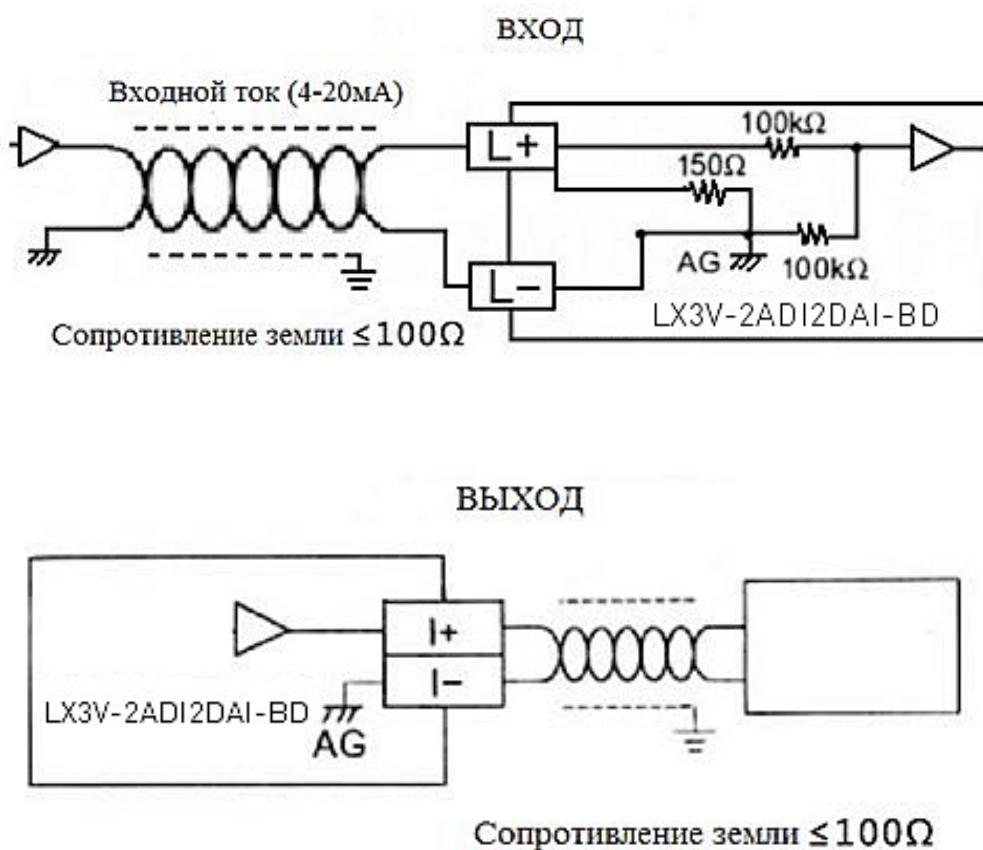 ВХОД
Входной ток (4-20мА)
L+
100kΩ
150Ω
AG
100kΩ
L-
LX3V-2ADI2DAI-BD
Сопротивление земли ≤100Ω
ВЫХОД
I+
I-
LX3V-2ADI2DAI-BD
AG
Сопротивление земли ≤100Ω